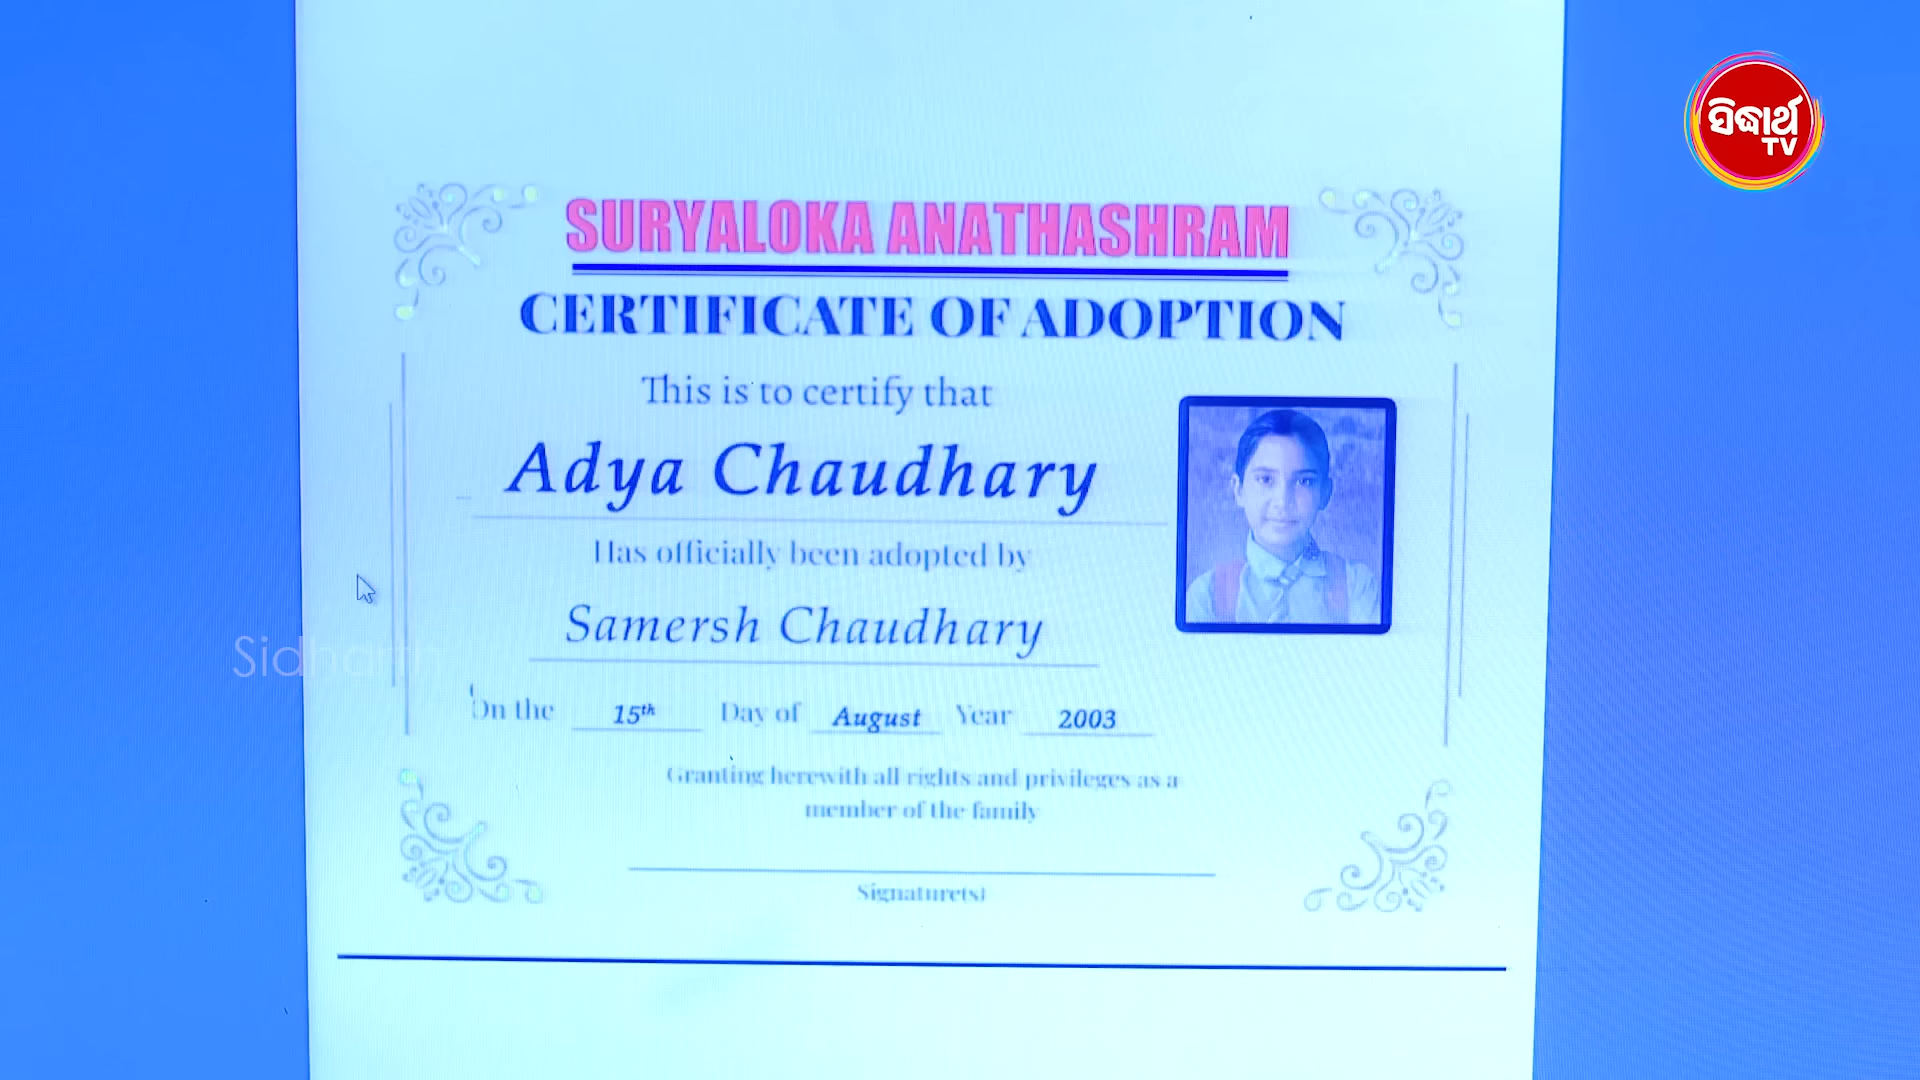 ସିଦ୍ଧାର୍ଥ
TV
SURYALOKA ANATHASHRAM
CERTIFICATE OF ADOPTION
This is to certify that
Adya Chaudhary
Has officially been adopted by
Samersh Chaudhary
On the 15th Day of August Year 2003
Granting herewith all rights and privileges as a
member of the family
Signature(s)